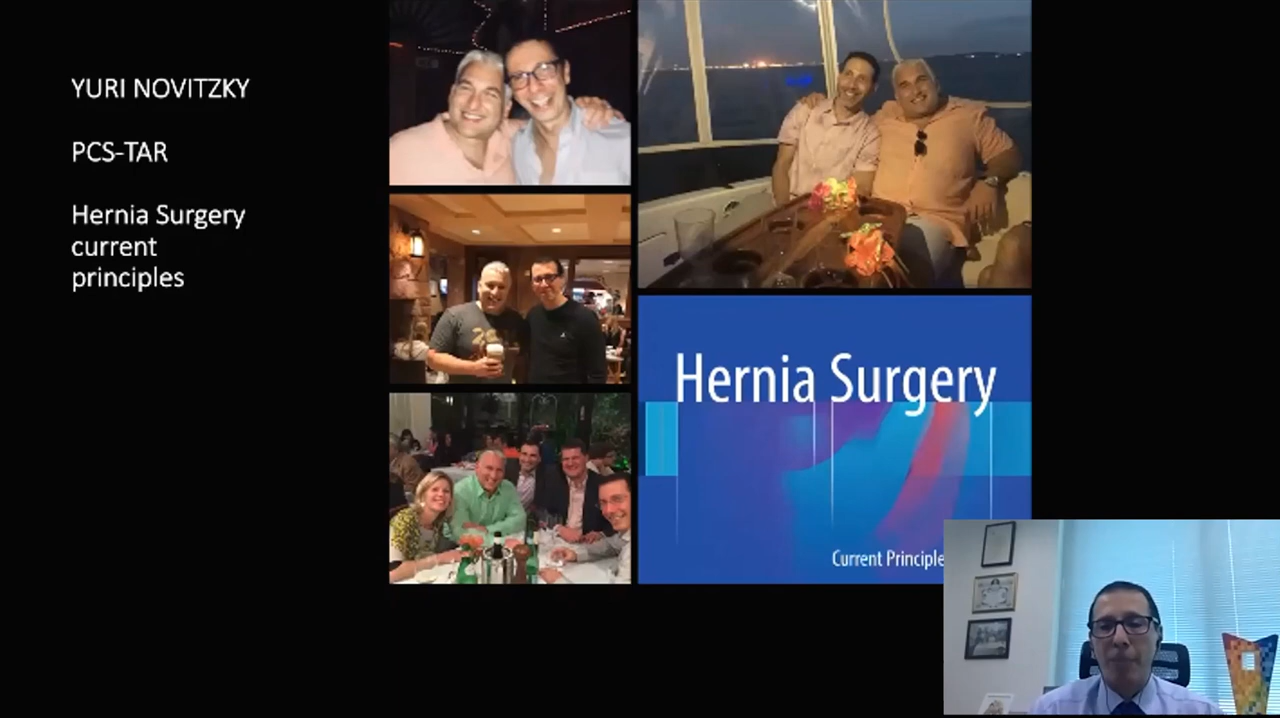 YURI NOVITZKY
PCS-TAR
Hernia Surgery
current
principles
Hernia Surgery
Current Principle